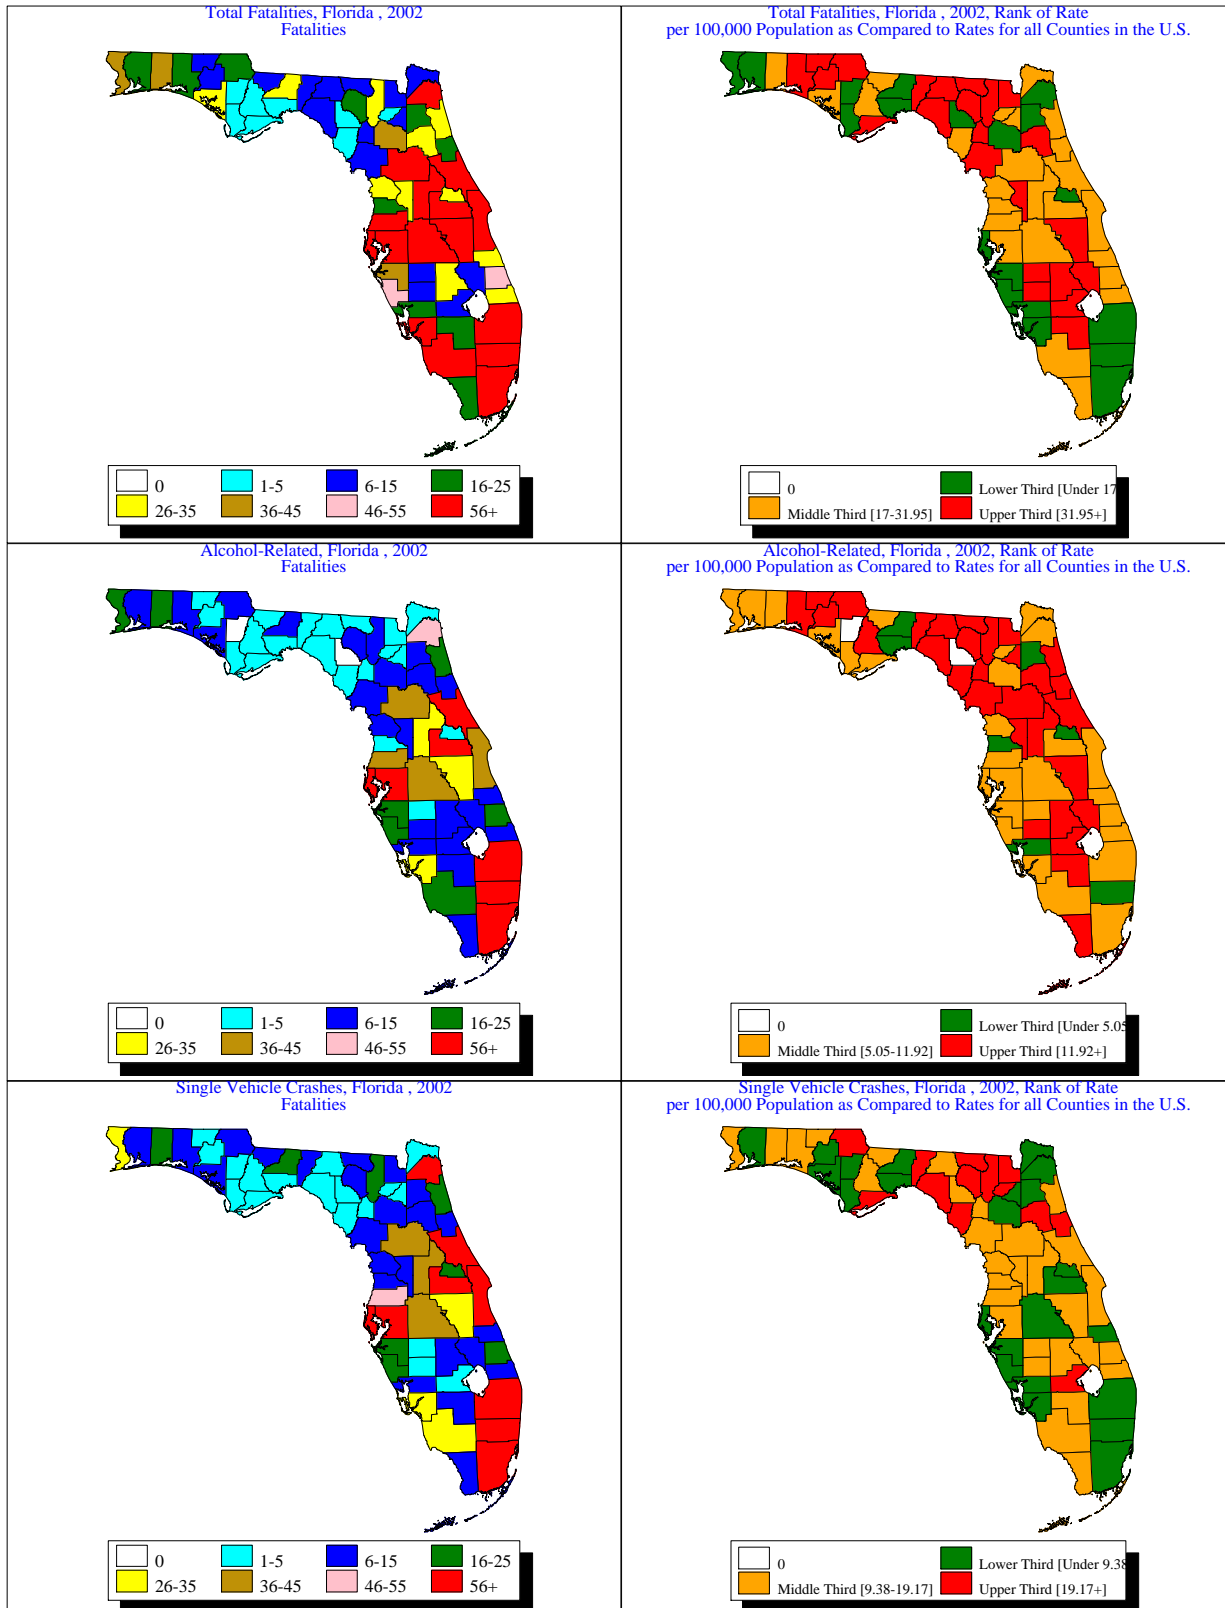 Total Fatalities, Florida , 2002
Fatalities
0
1-5
6-15
16-25
26-35
36-45
46-55
56+
Total Fatalities, Florida , 2002, Rank of Rate
per 100,000 Population as Compared to Rates for all Counties in the U.S.
0
Lower Third [Under 17
Middle Third [17-31.95]
Upper Third [31.95+]
Alcohol-Related, Florida , 2002
Fatalities
0
1-5
6-15
16-25
26-35
36-45
46-55
56+
Alcohol-Related, Florida , 2002, Rank of Rate
per 100,000 Population as Compared to Rates for all Counties in the U.S.
0
Lower Third [Under 5.05
Middle Third [5.05-11.92]
Upper Third [11.92+]
Single Vehicle Crashes, Florida , 2002
Fatalities
0
1-5
6-15
16-25
26-35
36-45
46-55
56+
Single Vehicle Crashes, Florida , 2002, Rank of Rate
per 100,000 Population as Compared to Rates for all Counties in the U.S.
0
Lower Third [Under 9.38
Middle Third [9.38-19.17]
Upper Third [19.17+]